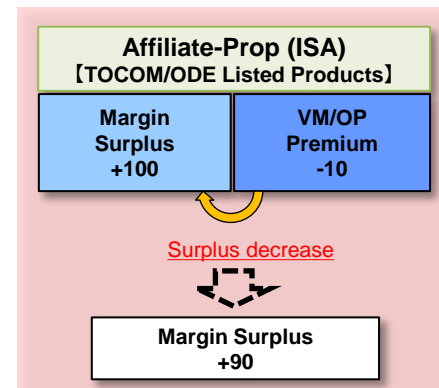 Affiliate-Prop (ISA)
【TOCOM/ODE Listed Products】
Margin
Surplus
+100
VM/OP
Premium
-10
Surplus decrease
Margin Surplus
+90